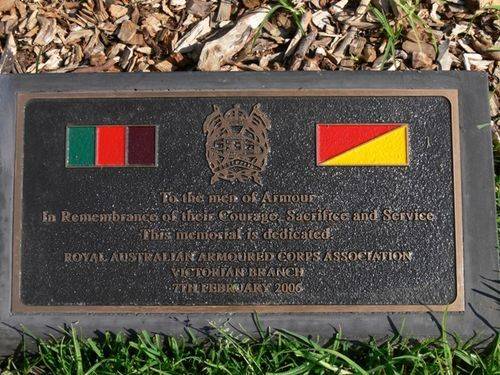 To the men of Armour
In Remembrance of their Courage, Sacrifice and Service
This memorial is dedicated.
ROYAL AUSTRALIAN ARMOURED CORPS ASSOCIATION
VICTORIAN BRANCH
7TH FEBRUARY 2006